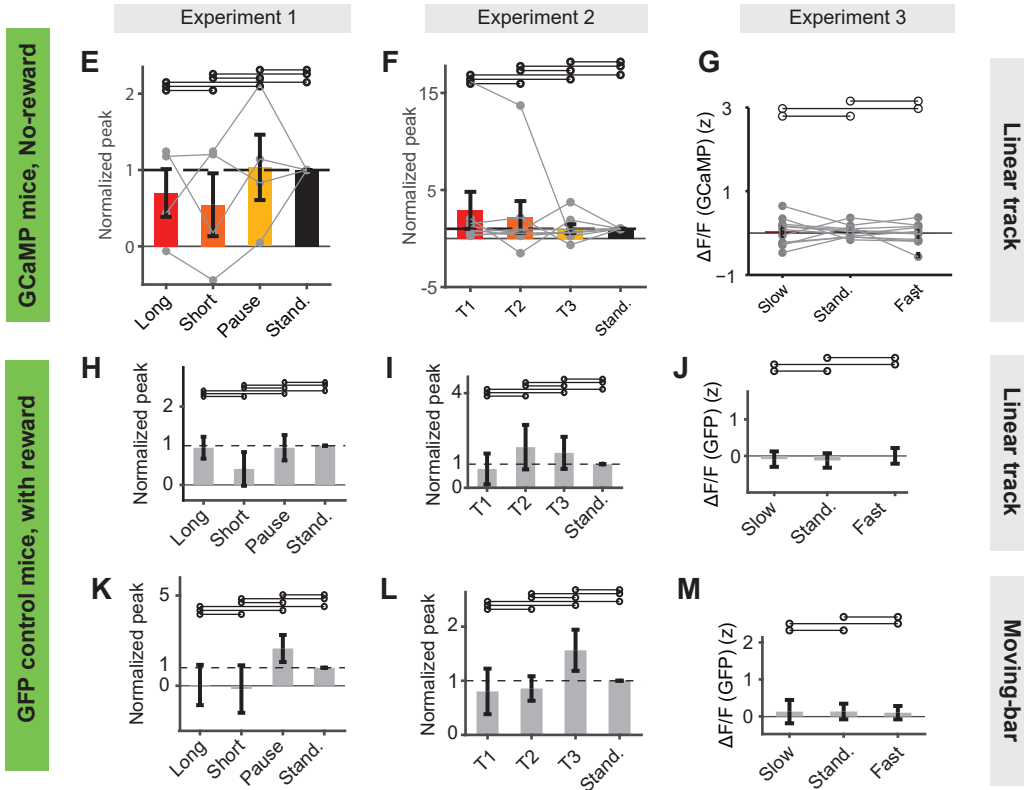 Experiment 1
Experiment 2
Experiment 3
GCaMP mice, No-reward
E
Normalized peak
2
1
0
Long
Short
Pause
Stand.
F
Normalized peak
15
5
-5
T1
T2
T3
Stand.
G
ΔF/F (GCaMP) (z)
3
1
−1
Slow
Stand.
Fast
Linear track
GFP control mice, with reward
H
Normalized peak
2
1
0
Long
Short
Pause
Stand.
I
Normalized peak
4
1
0
T1
T2
T3
Stand.
J
ΔF/F (GFP) (z)
1
0
Slow
Stand.
Fast
Linear track
K
Normalized peak
5
1
0
Long
Short
Pause
Stand.
L
Normalized peak
2
1
0
T1
T2
T3
Stand.
M
ΔF/F (GFP) (z)
2
1
0
Slow
Stand.
Fast
Moving-bar